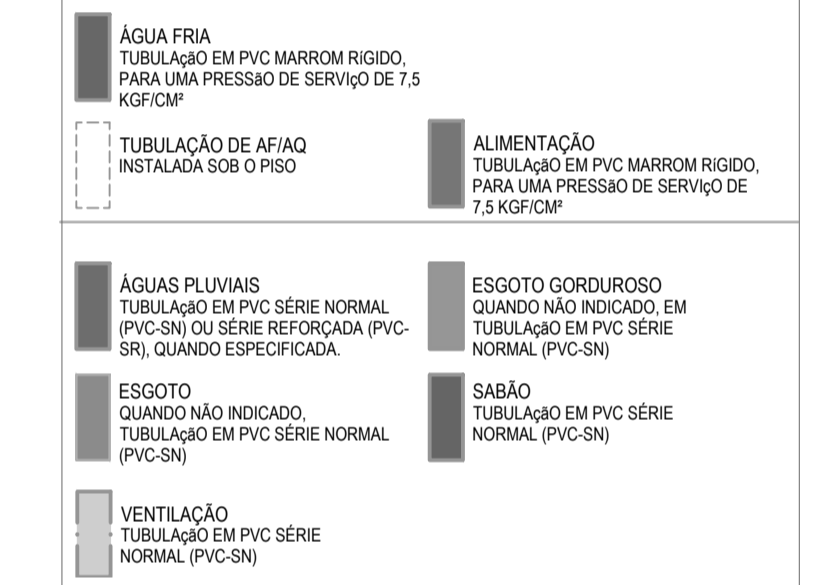 ÁGUA FRIA
TUBULAçãO EM PVC MARROM RíGIDO,
PARA UMA PRESSãO DE SERVIçO DE 7,5
KGF/CM²
TUBULAÇÃO DE AF/AQ
INSTALADA SOB O PISO
ALIMENTAÇÃO
TUBULAçãO EM PVC MARROM RíGIDO,
PARA UMA PRESSãO DE SERVIçO DE
7,5 KGF/CM²
ÁGUAS PLUVIAIS
TUBULAçãO EM PVC SÉRIE NORMAL
(PVC-SN) OU SÉRIE REFORÇADA (PVC-
SR), QUANDO ESPECIFICADA.
ESGOTO GORDUROSO
QUANDO NÃO INDICADO, EM
TUBULAçãO EM PVC SÉRIE
NORMAL (PVC-SN)
ESGOTO
QUANDO NÃO INDICADO,
TUBULAçãO EM PVC SÉRIE NORMAL
(PVC-SN)
SABÃO
TUBULAçãO EM PVC SÉRIE
NORMAL (PVC-SN)
VENTILAÇÃO
TUBULAçãO EM PVC SÉRIE
NORMAL (PVC-SN)